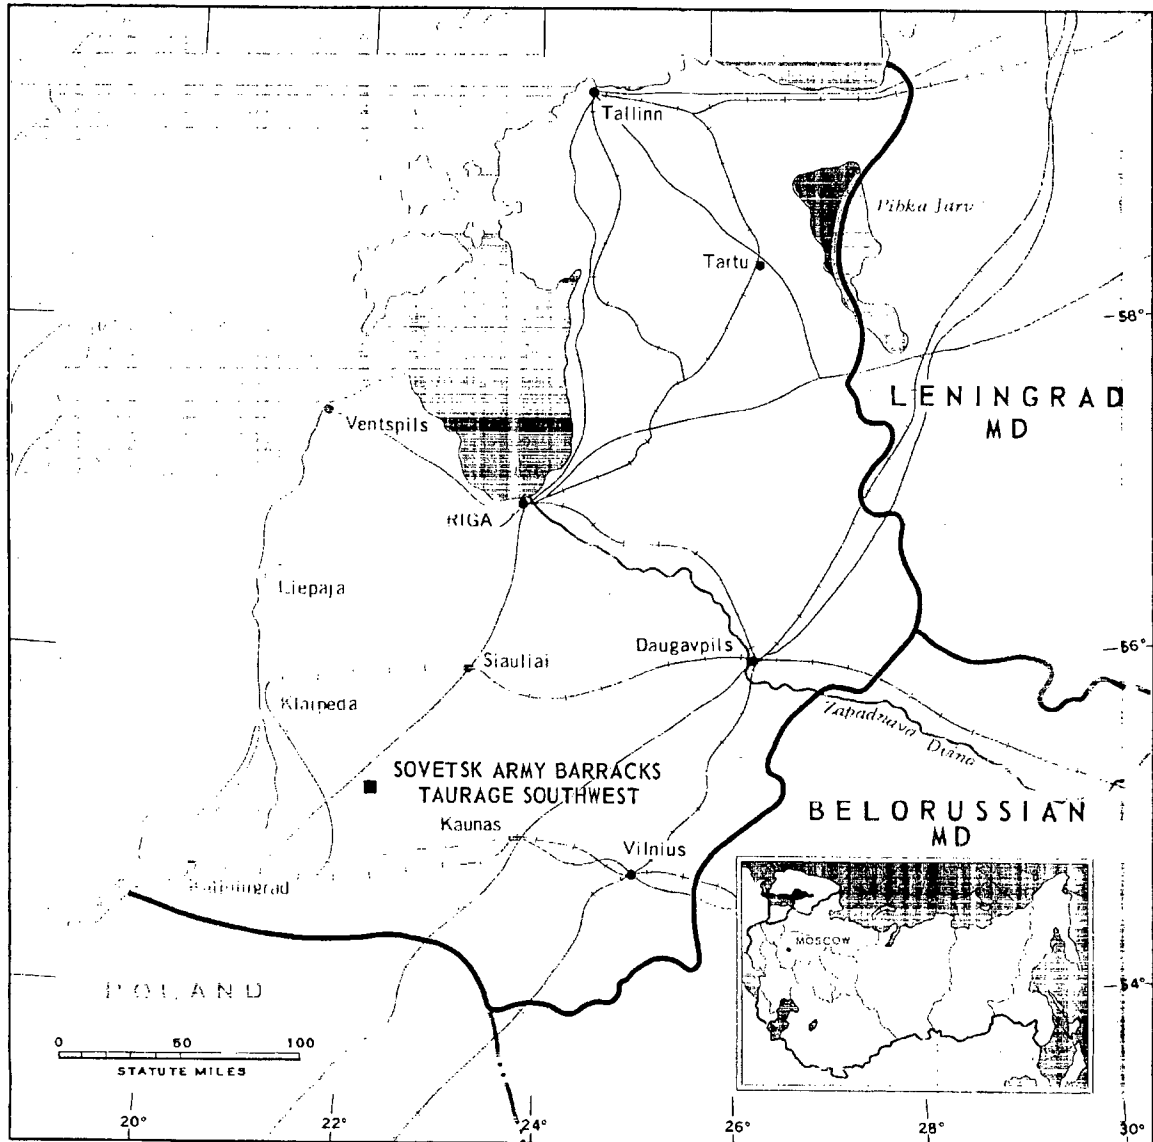 Tallinn
Pihka Jarv
Tartu
58°
LENINGRAD
MD
Ventspils
RIGA
Liepaja
Daugavpils
56°
Siauliai
Klaipeda
Zapadnaya Dvina
SOVETSK ARMY BARRACKS
TAURAGE SOUTHWEST
BELORUSSIAN
MD
Kaunas
Vilnius
Kaliningrad
MOSCOW
POLAND
54°
0 50 100
STATUTE MILES
20° 22° 24° 26° 28° 30°